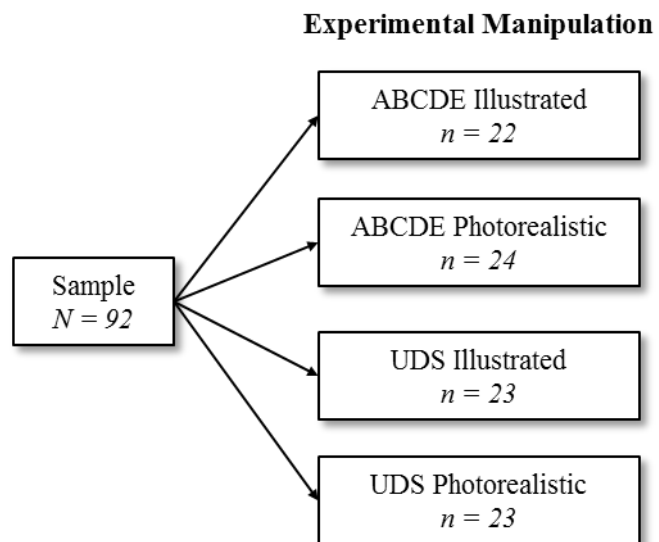 Experimental Manipulation
ABCDE Illustrated
n = 22
ABCDE Photorealistic
n = 24
Sample
N = 92
UDS Illustrated
n = 23
UDS Photorealistic
n = 23